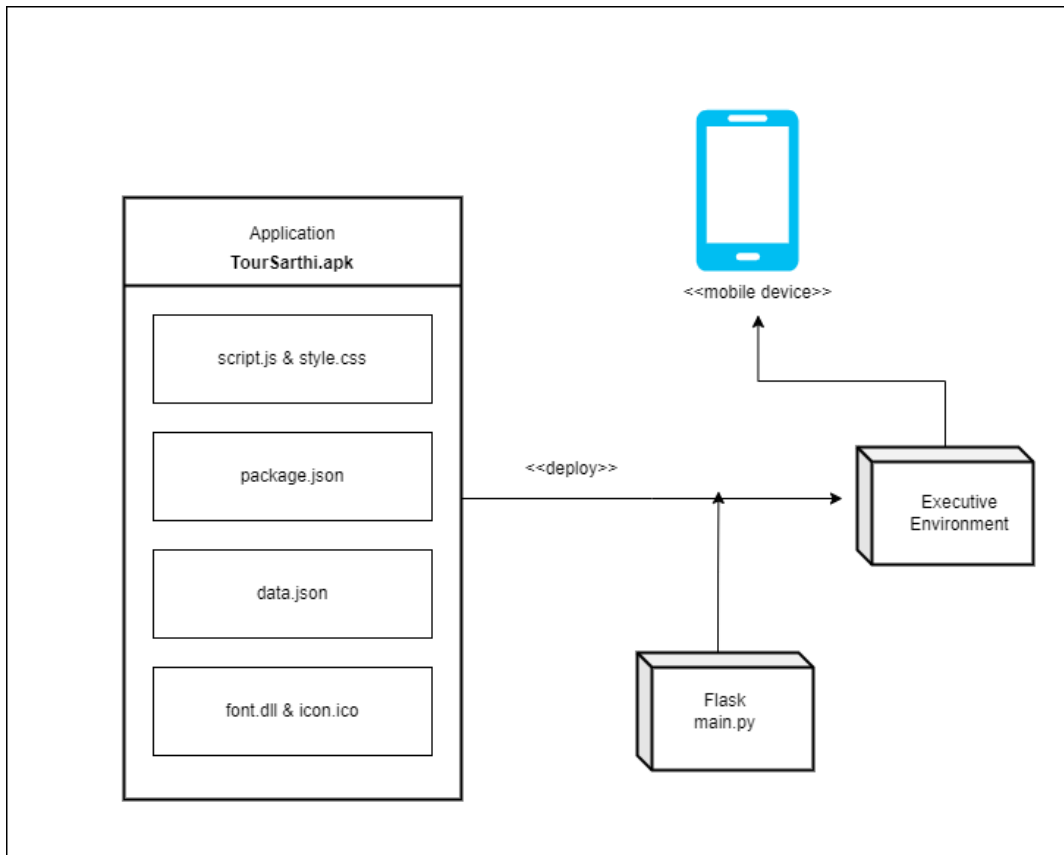 Application
TourSarthi.apk
script.js & style.css
package.json
data.json
font.dll & icon.ico
<<deploy>>
<<mobile device>>
Executive
Environment
Flask
main.py